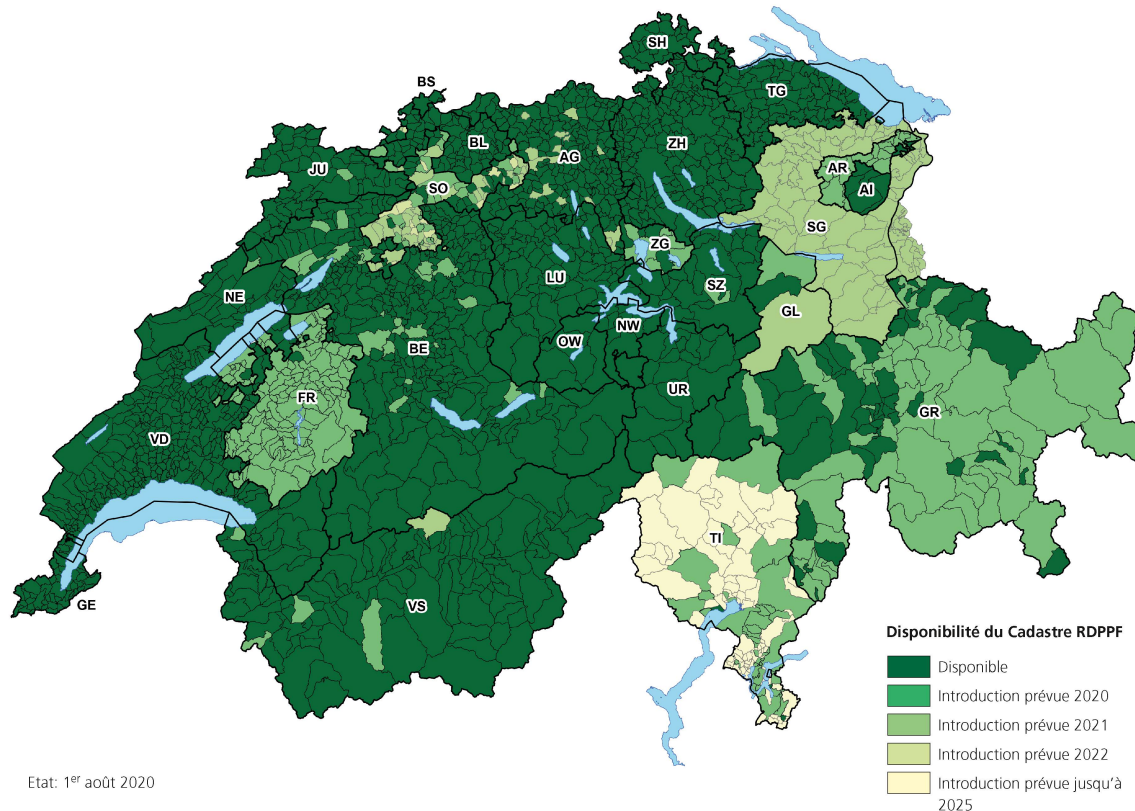 SH
BS
TG
BL
AG
ZH
JU
AR
SO
AI
SG
ZG
LU
SZ
NE
GL
NW
OW
BE
UR
FR
GR
VD
TI
GE
VS
Disponibilité du Cadastre RDPPF
Disponible
Introduction prévue 2020
Introduction prévue 2021
Introduction prévue 2022
Introduction prévue jusqu'à
2025
Etat: 1er août 2020